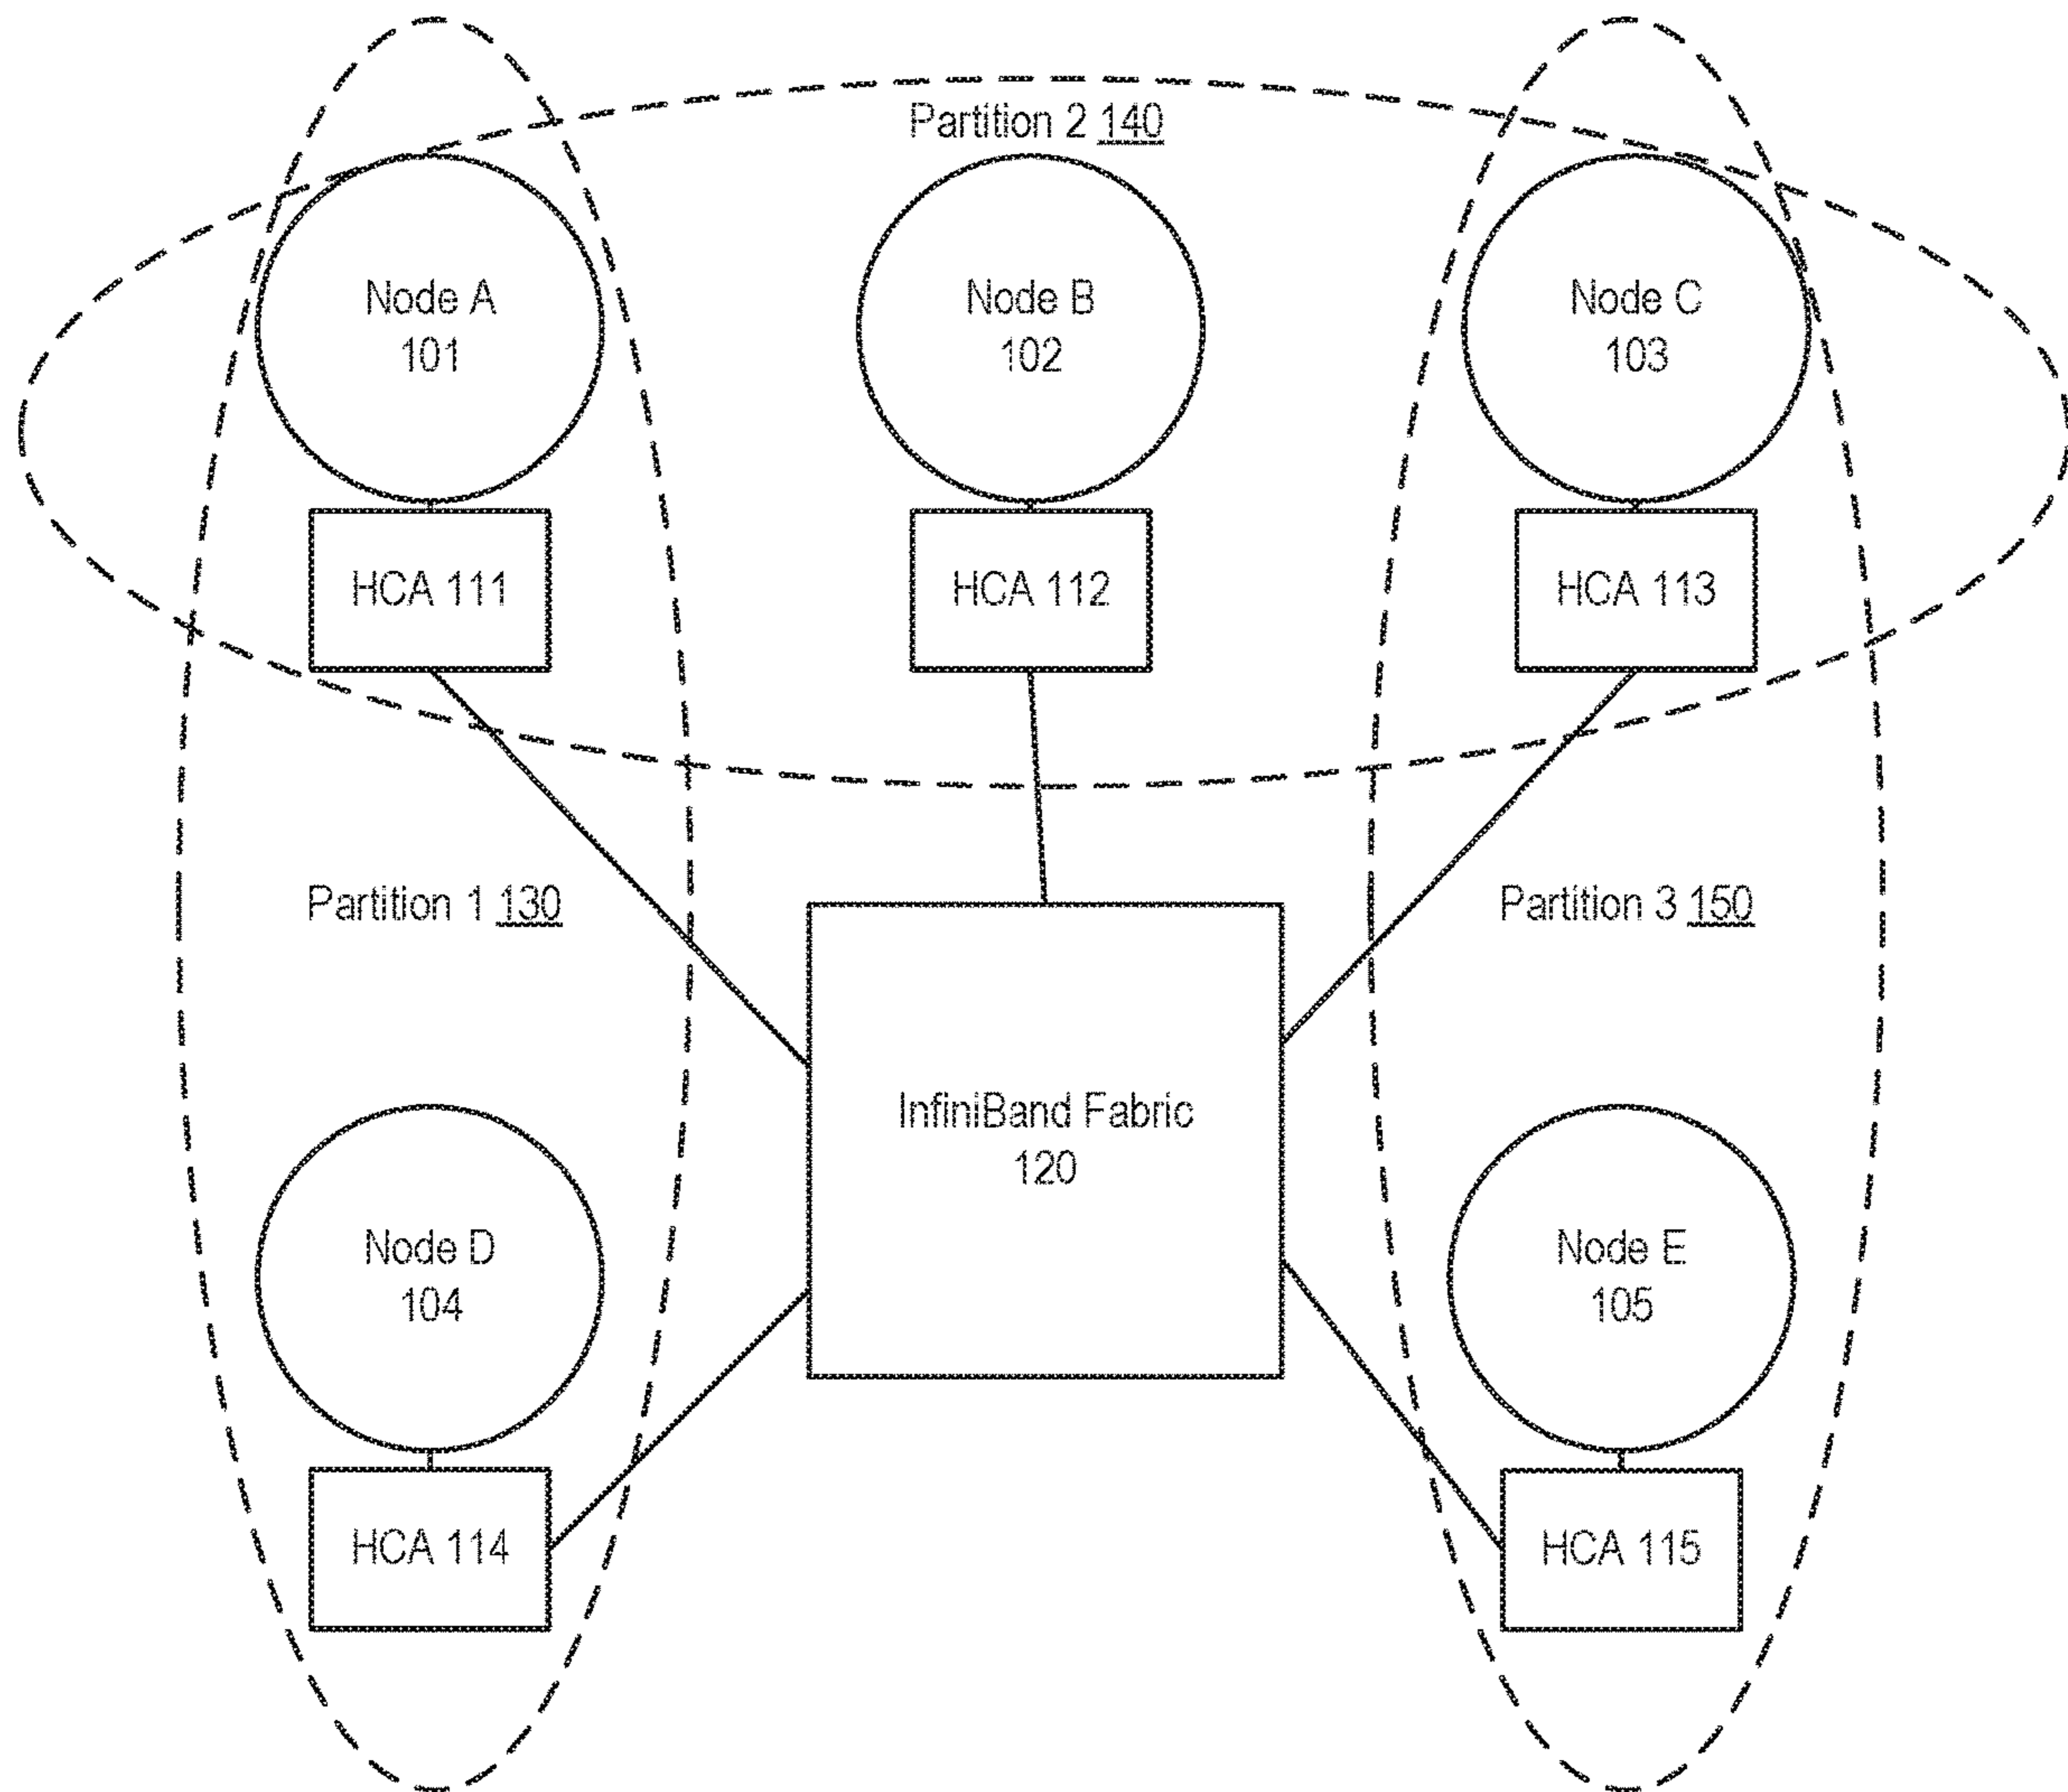 Partition 2 140
Node A
101
Node B
102
Node C
103
HCA 111
HCA 112
HCA 113
Partition 1 130
Partition 3 150
InfiniBand Fabric
120
Node D
104
Node E
105
HCA 114
HCA 115